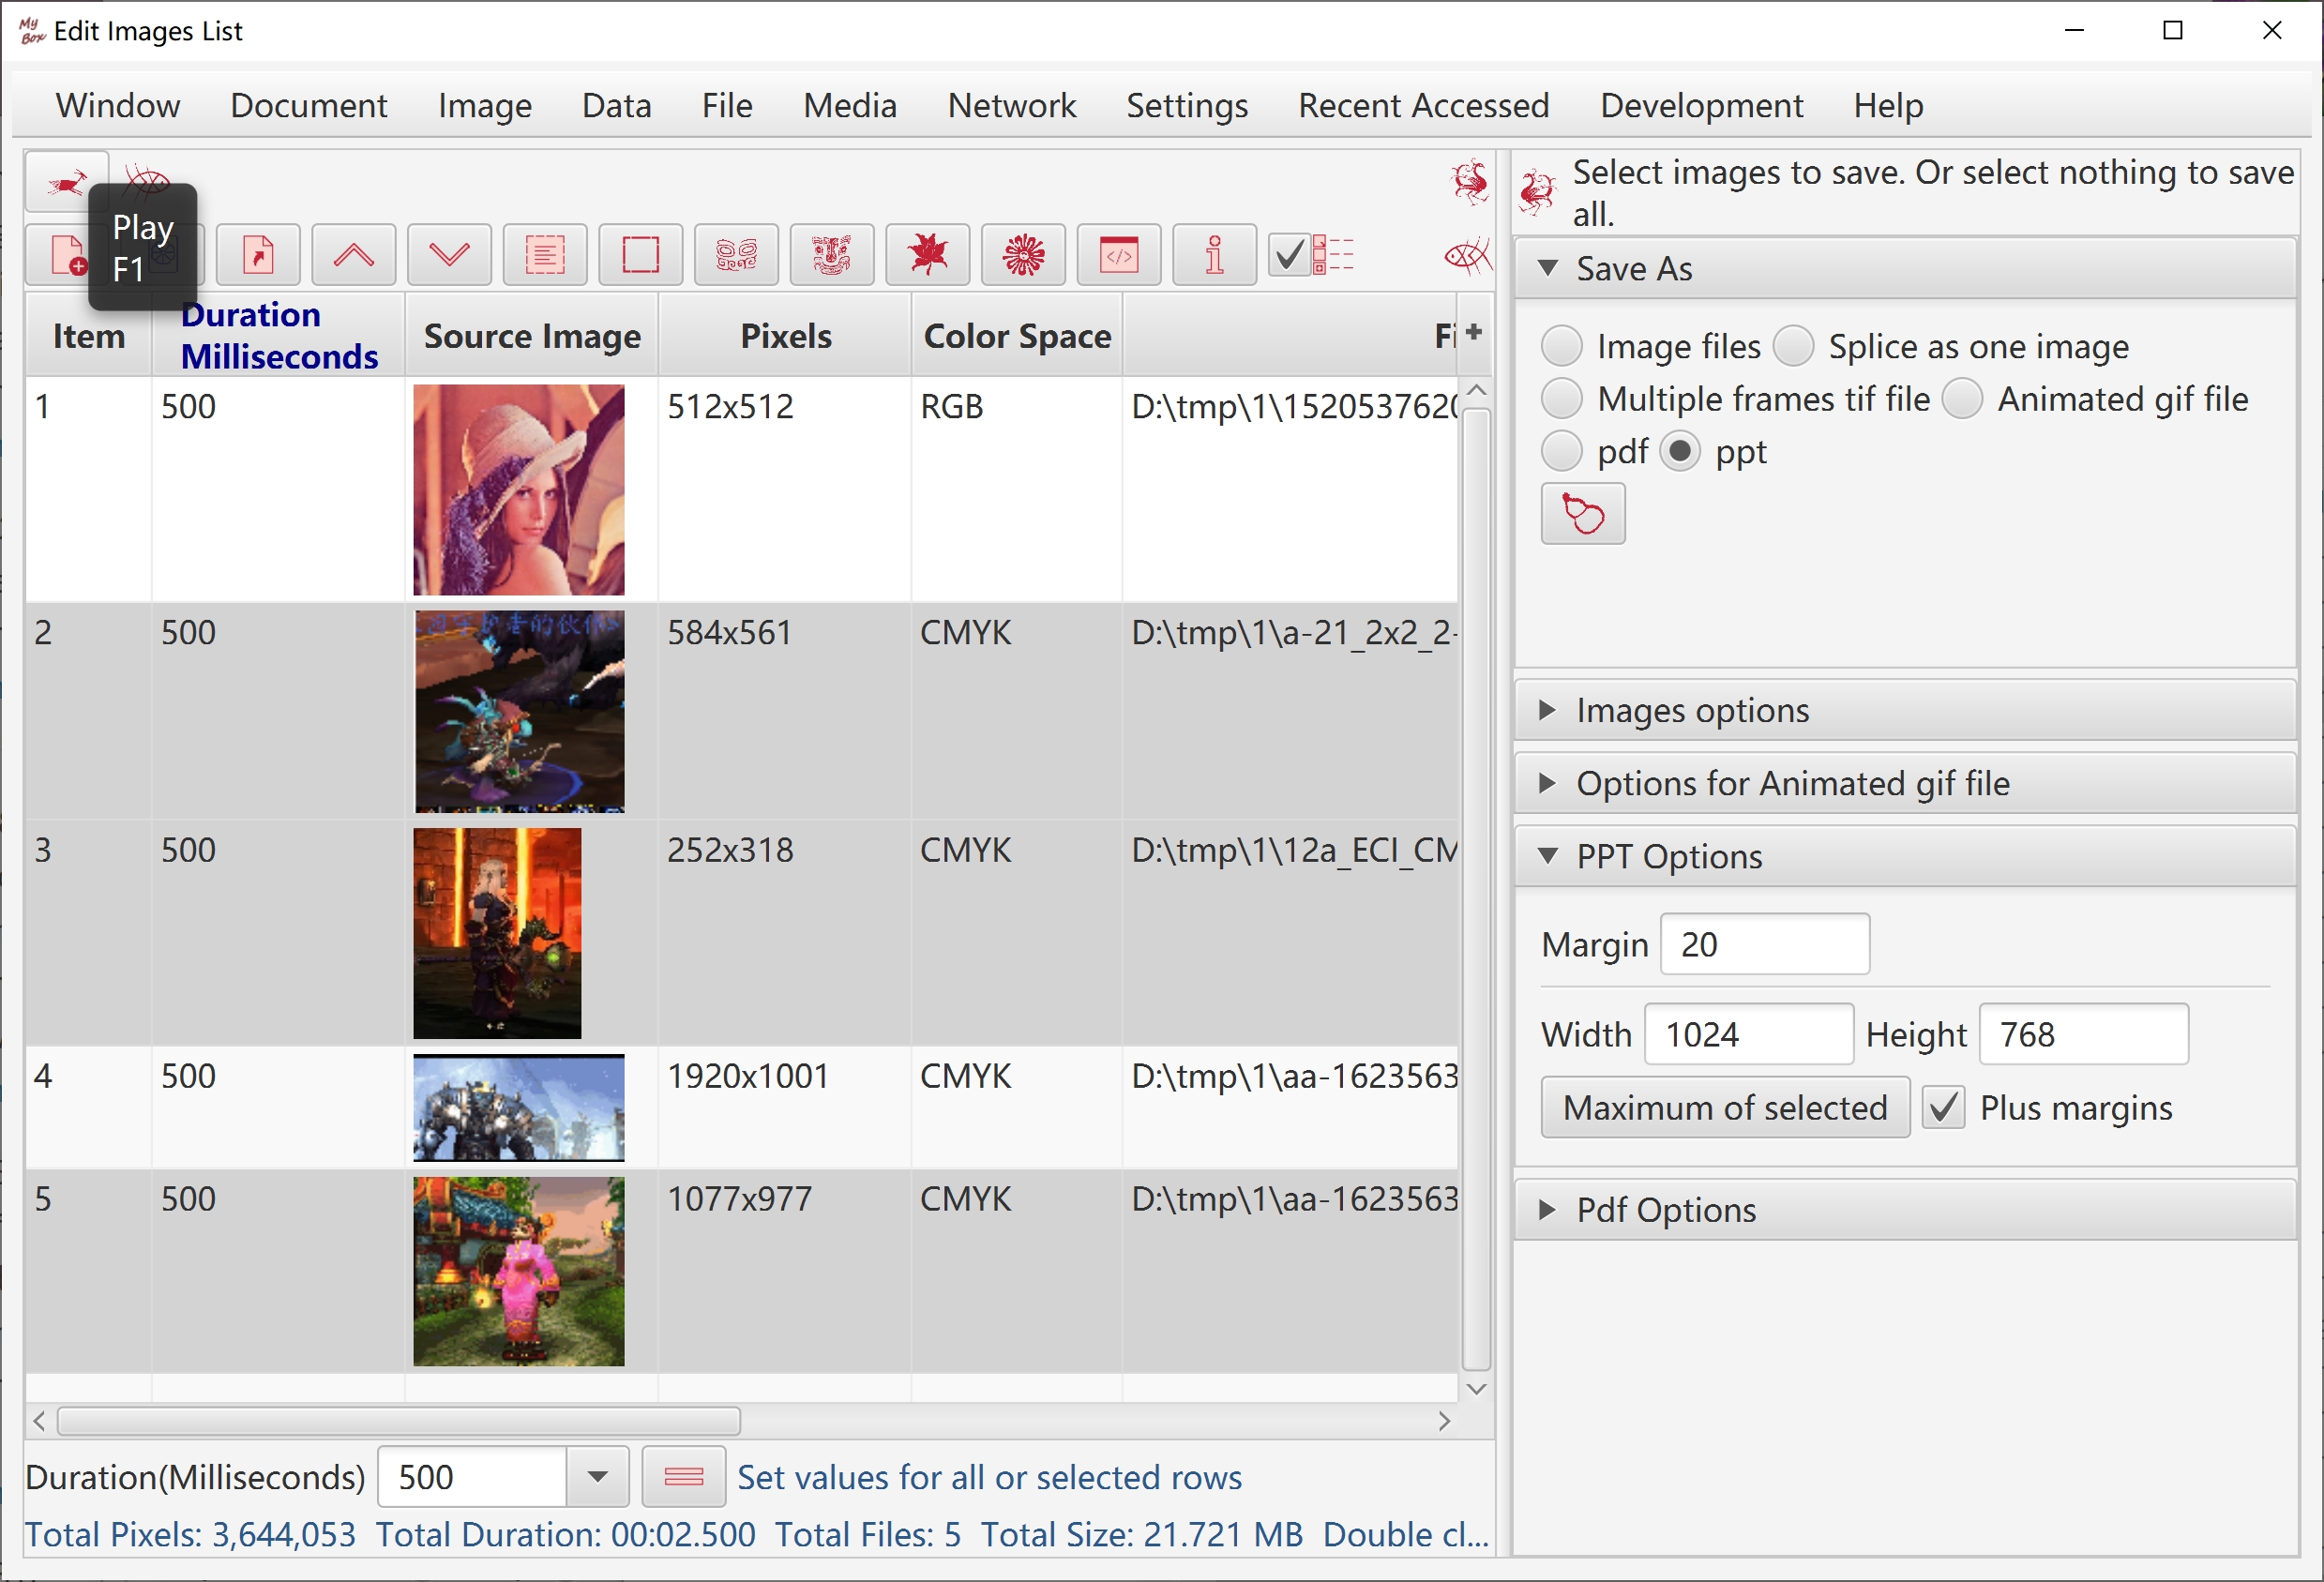 My Box Edit Images List
Window Document Image Data File Media Network Settings Recent Accessed Development Help
Select images to save. Or select nothing to save
all.
Play
F1
Save As
Item Duration Milliseconds Source Image Pixels Color Space Fi +
Image files Splice as one image
Multiple frames tif file Animated gif file
pdf ppt
1 500 512x512 RGB D:\tmp\1\1520537620
2 500 584x561 CMYK D:\tmp\1\a-21_2x2_2-
3 500 252x318 CMYK D:\tmp\1\12a_ECI_CM
4 500 1920x1001 CMYK D:\tmp\1\aa-1623563
5 500 1077x977 CMYK D:\tmp\1\aa-1623563
Images options
Options for Animated gif file
PPT Options
Margin 20
Width 1024 Height 768
Maximum of selected Plus margins
Pdf Options
Duration(Milliseconds) 500 Set values for all or selected rows
Total Pixels: 3,644,053 Total Duration: 00:02.500 Total Files: 5 Total Size: 21.721 MB Double cl...